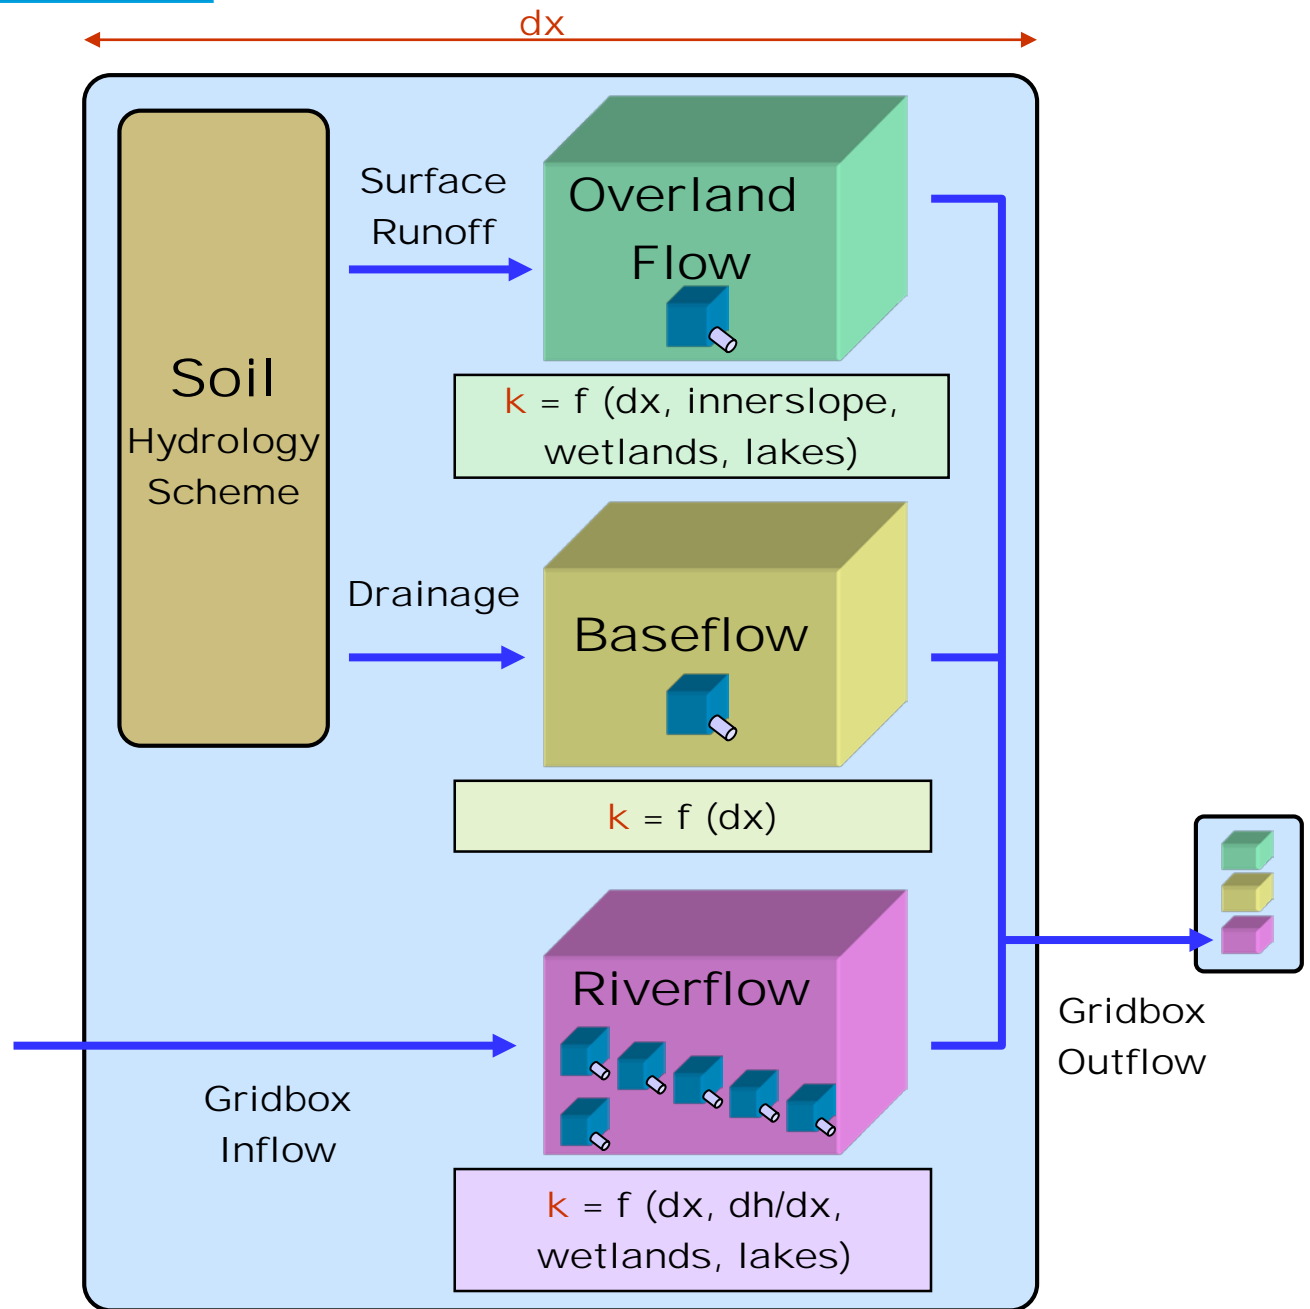 dx
Surface
Runoff
Overland
Flow
Soil
Hydrology
Scheme
k = f (dx, innerslope,
wetlands, lakes)
Drainage
Baseflow
k = f (dx)
Riverflow
Gridbox
Outflow
Gridbox
Inflow
k = f (dx, dh/dx,
wetlands, lakes)